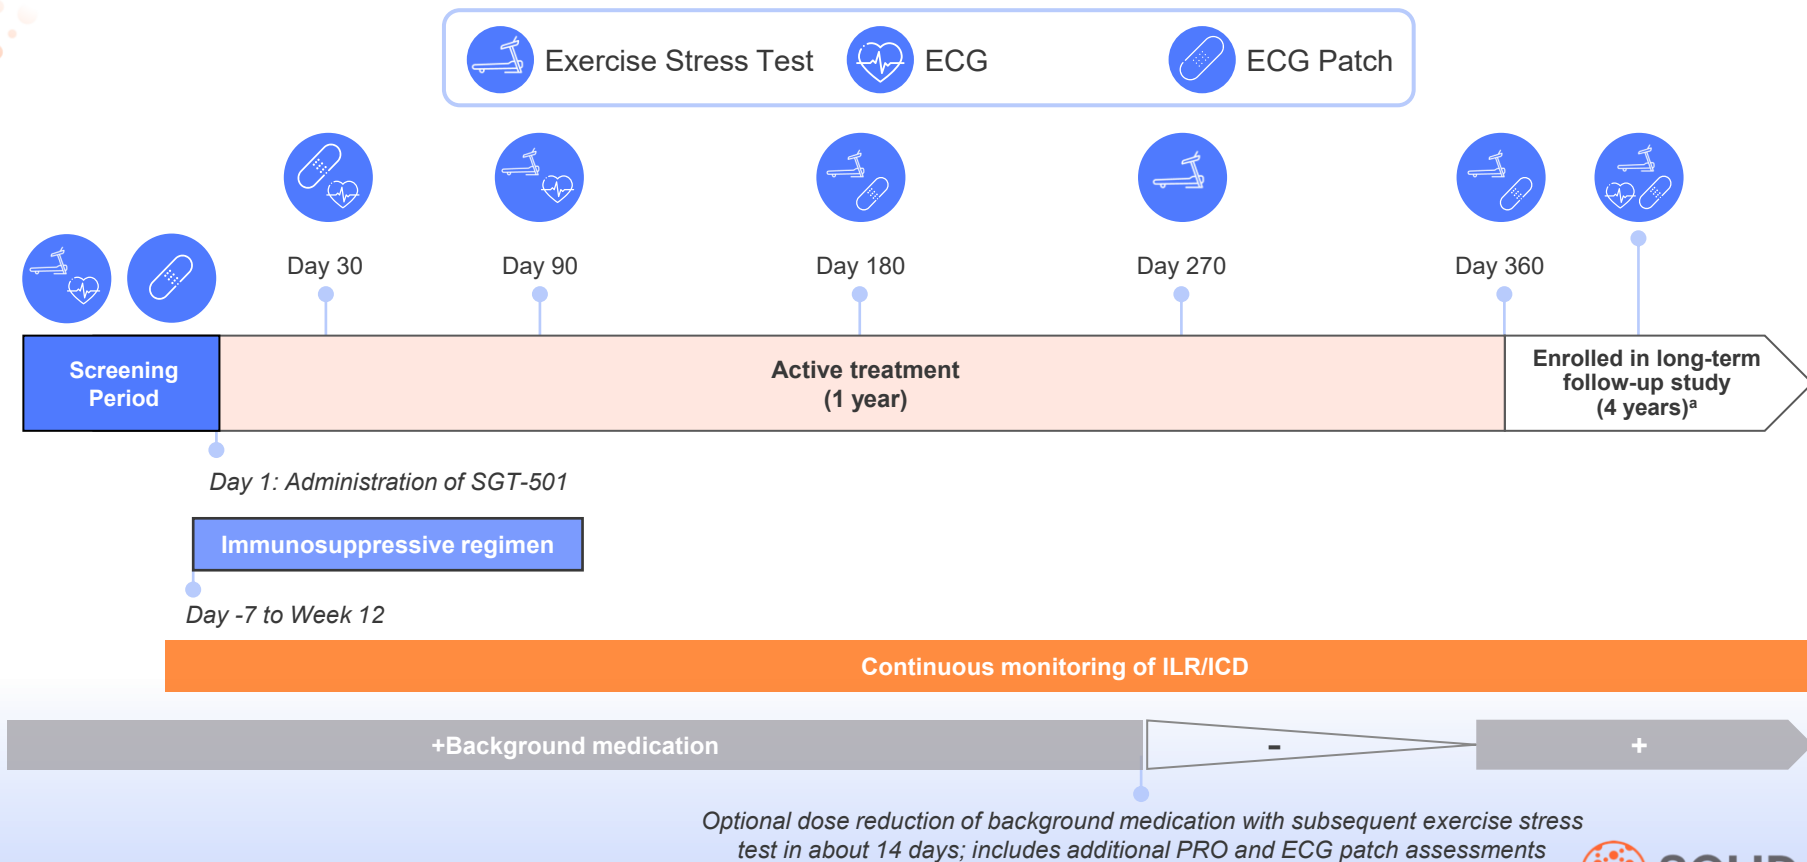 Exercise Stress Test
ECG
ECG Patch
Day 30
Day 90
Day 180
Day 270
Day 360
Screening
Period
Active treatment
(1 year)
Enrolled in long-term
follow-up study
(4 years)ᵃ
Day 1: Administration of SGT-501
Immunosuppressive regimen
Day -7 to Week 12
Continuous monitoring of ILR/ICD
+Background medication
-
+
Optional dose reduction of background medication with subsequent exercise stress
test in about 14 days; includes additional PRO and ECG patch assessments